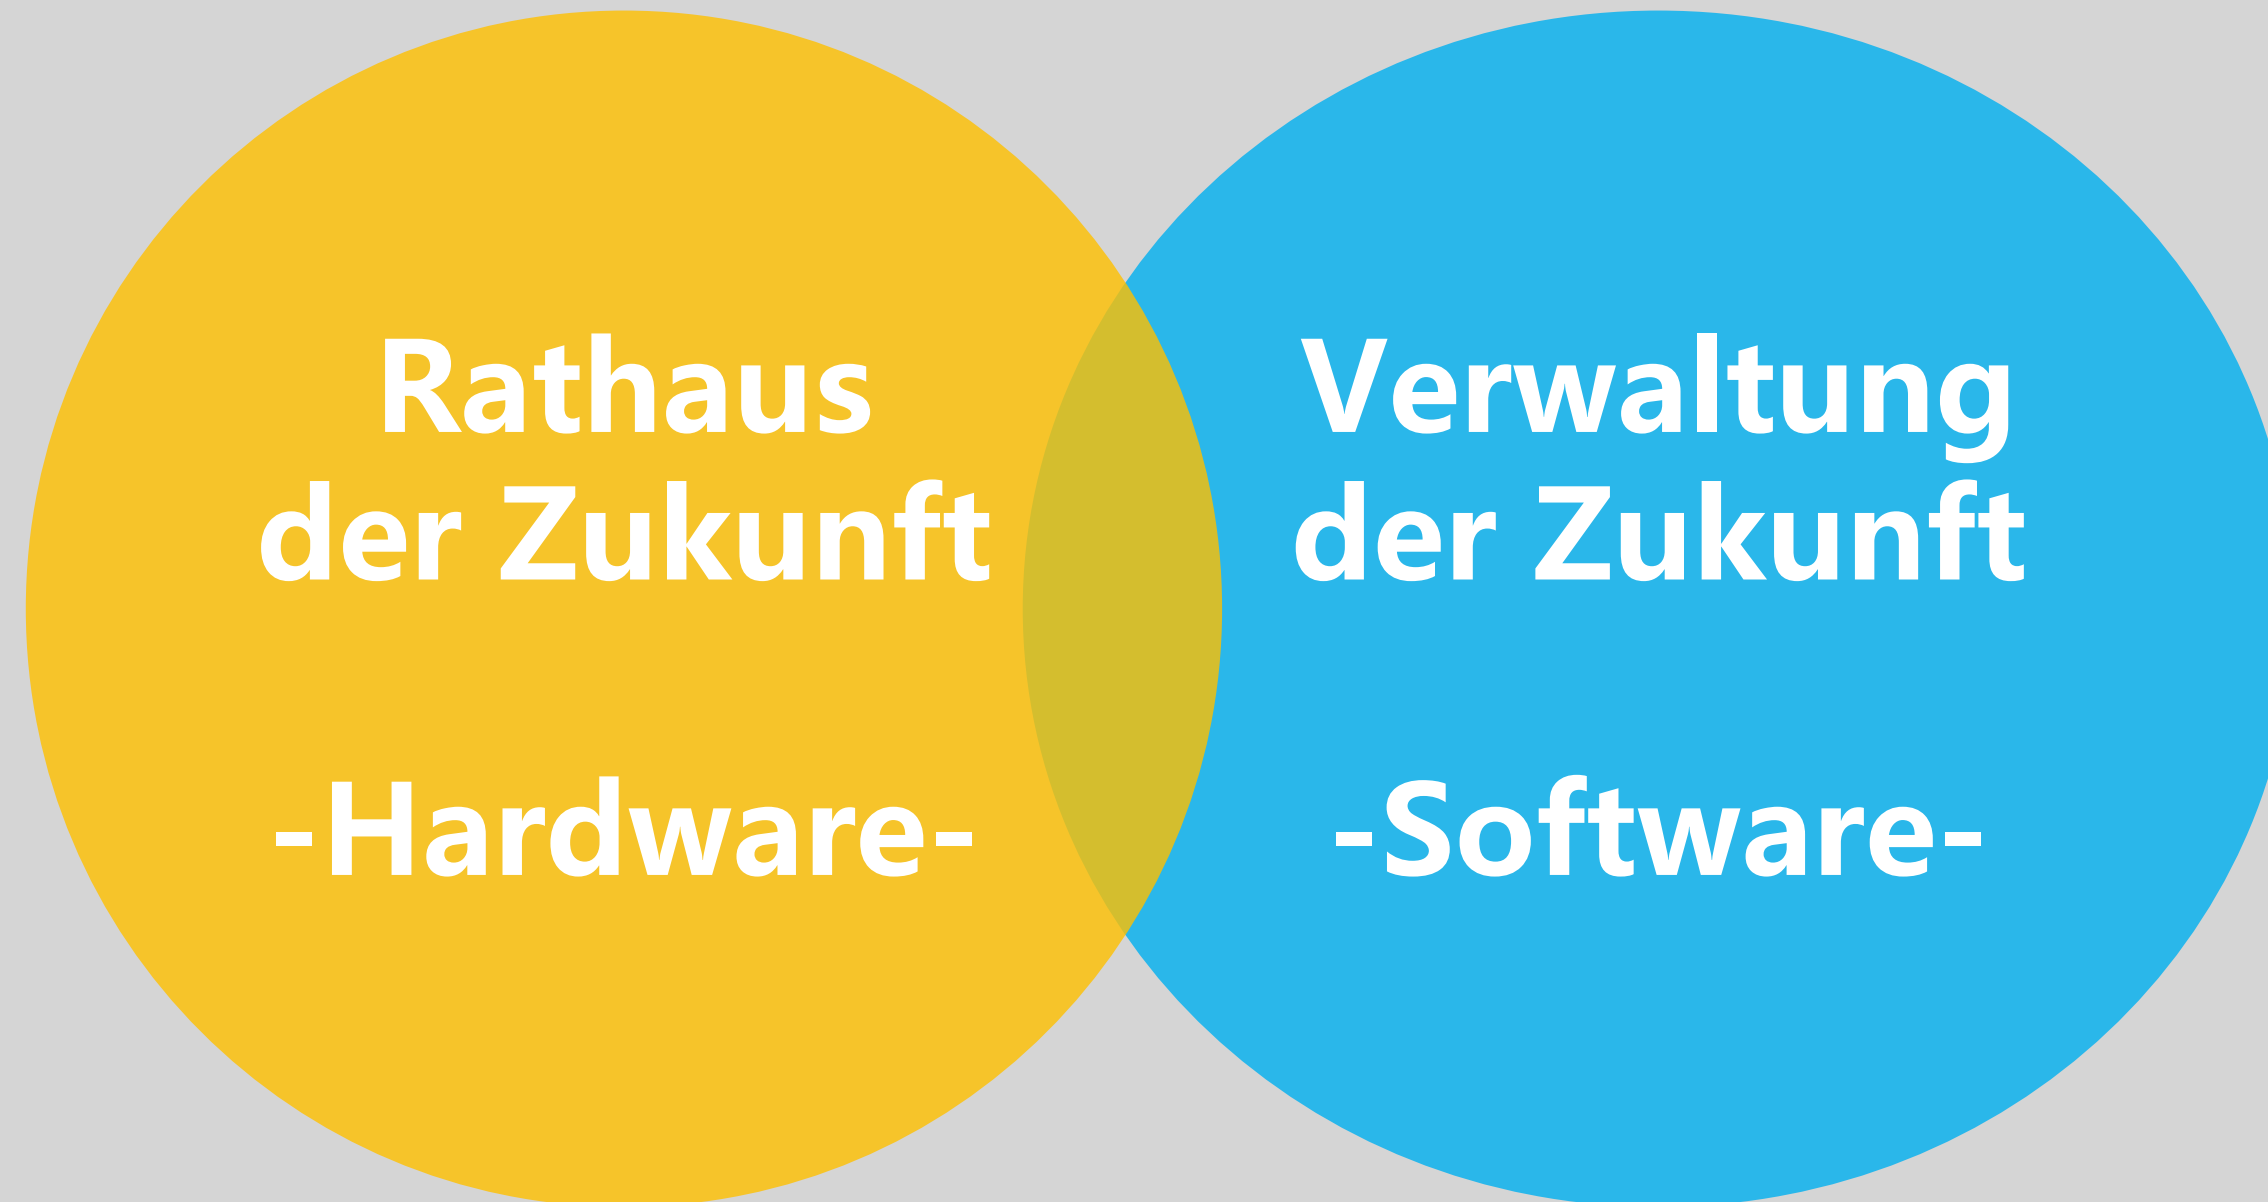 Rathaus
der Zukunft
-Hardware-
Verwaltung
der Zukunft
-Software-